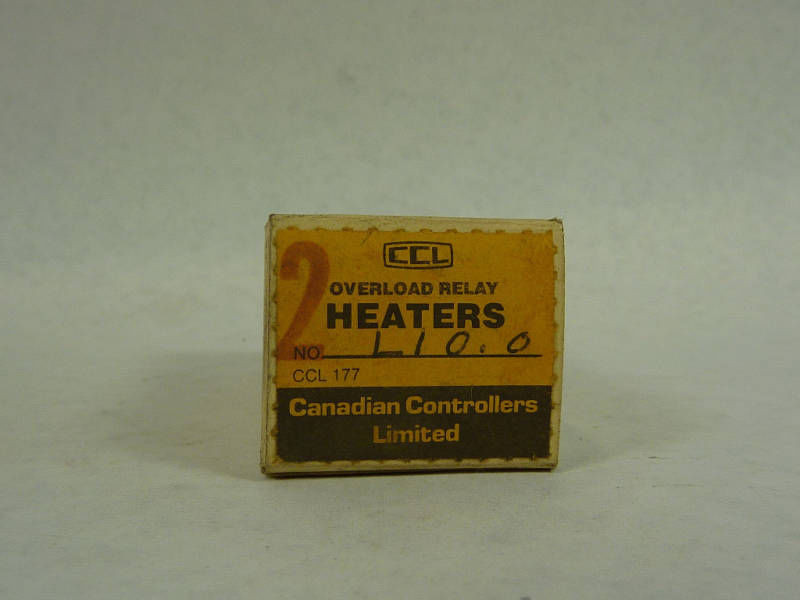 CCL
2
OVERLOAD RELAY
HEATERS
NO. L10.0
CCL 177
Canadian Controllers
Limited